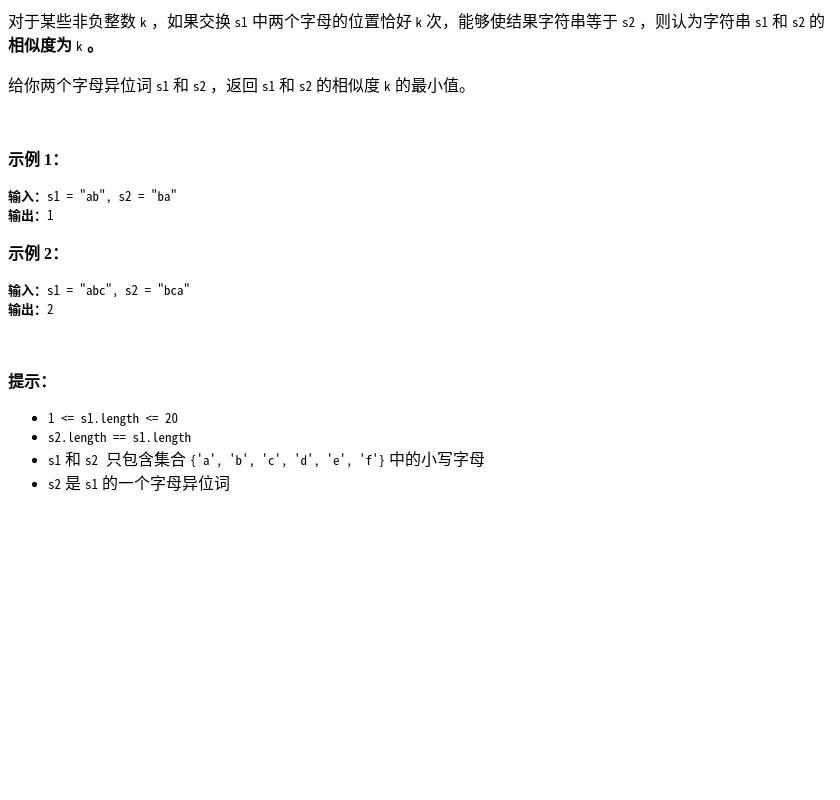 对于某些非负整数 k ，如果交换 s1 中两个字母的位置恰好 k 次，能够使结果字符串等于 s2 ，则认为字符串 s1 和 s2 的
相似度为 k 。
给你两个字母异位词 s1 和 s2 ，返回 s1 和 s2 的相似度 k 的最小值。
示例 1：
输入：s1 = "ab", s2 = "ba"
输出：1
示例 2：
输入：s1 = "abc", s2 = "bca"
输出：2
提示：
• 1 <= s1.length <= 20
• s2.length == s1.length
• s1 和 s2  只包含集合 {'a', 'b', 'c', 'd', 'e', 'f'} 中的小写字母
• s2 是 s1 的一个字母异位词